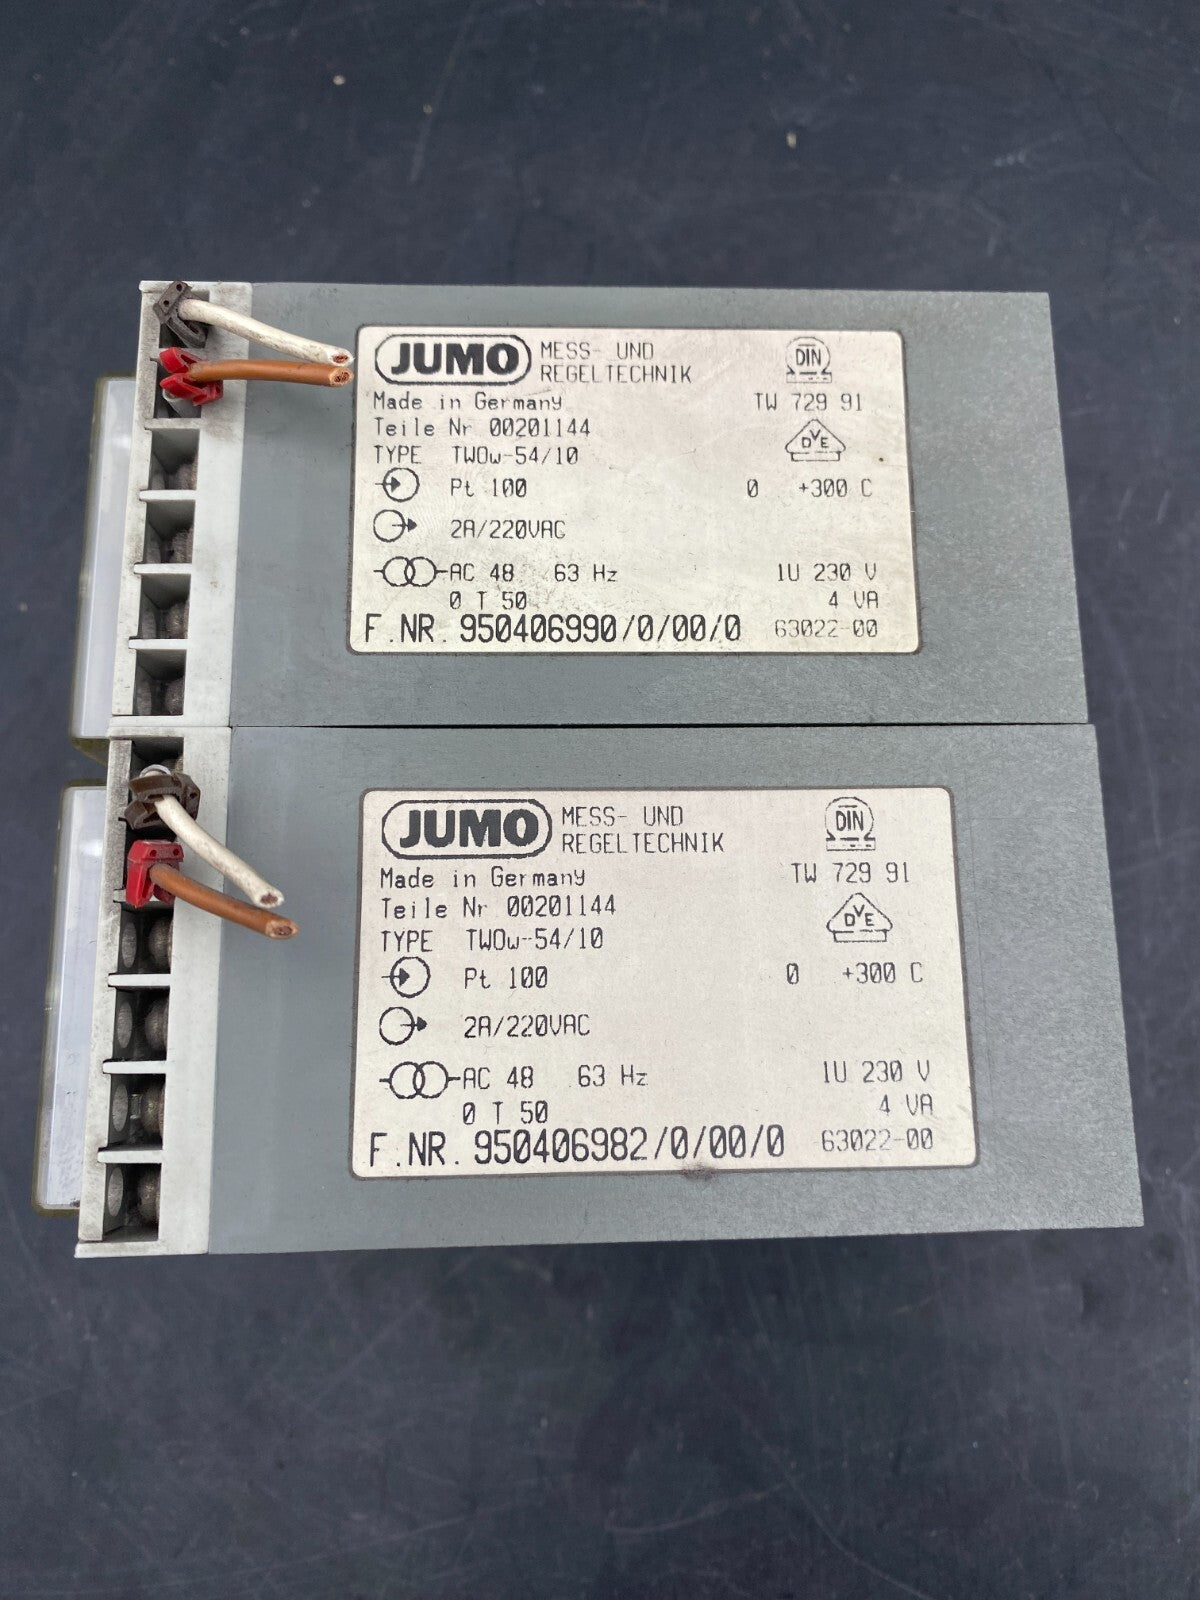 JUMO MESS- UND
REGELTECHNIK
DIN
Made in Germany TW 729 91
Teile Nr 00201144
DVE
TYPE TWOw-54/10
Pt 100 0 +300 C
2A/220VAC
AC 48 63 Hz 1U 230 V
0 T 50 4 VA
F.NR. 950406990/0/00/0 63022-00
JUMO MESS- UND
REGELTECHNIK
DIN
Made in Germany TW 729 91
Teile Nr 00201144
DVE
TYPE TWOw-54/10
Pt 100 0 +300 C
2A/220VAC
AC 48 63 Hz 1U 230 V
0 T 50 4 VA
F.NR. 950406982/0/00/0 63022-00